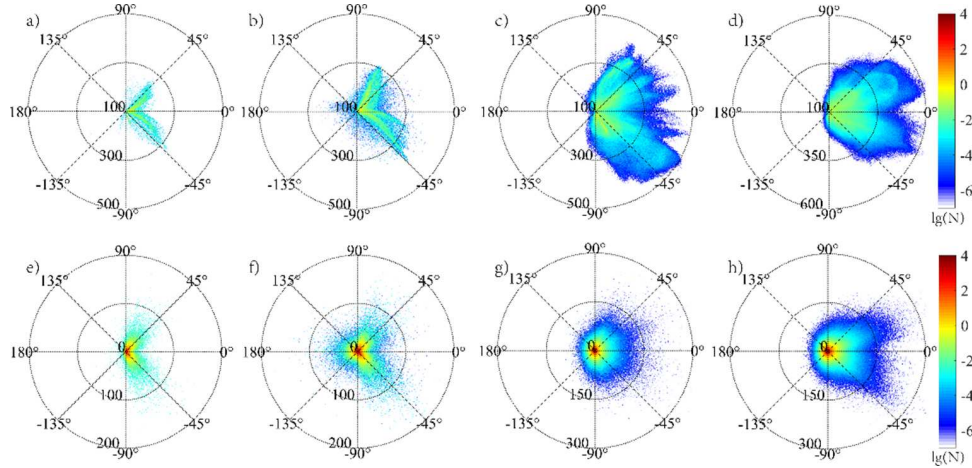 a) 90° 135° 45° 180° 100 0° 300 -135° -45° 500 -90°
b) 90° 135° 45° 180° 100 0° 300 -135° -45° 500 -90°
c) 90° 135° 45° 180° 100 0° 300 -135° -45° 500 -90°
d) 90° 135° 45° 180° 100 0° 350 -135° -45° 600 -90°
4 2 0 -2 -4 -6 lg(N)
e) 90° 135° 45° 180° 0 0° 100 -135° -45° 200 -90°
f) 90° 135° 45° 180° 0 0° 100 -135° -45° 200 -90°
g) 90° 135° 45° 180° 0 0° 150 -135° -45° 300 -90°
h) 90° 135° 45° 180° 0 0° 150 -135° -45° 300 -90°
4 2 0 -2 -4 -6 lg(N)